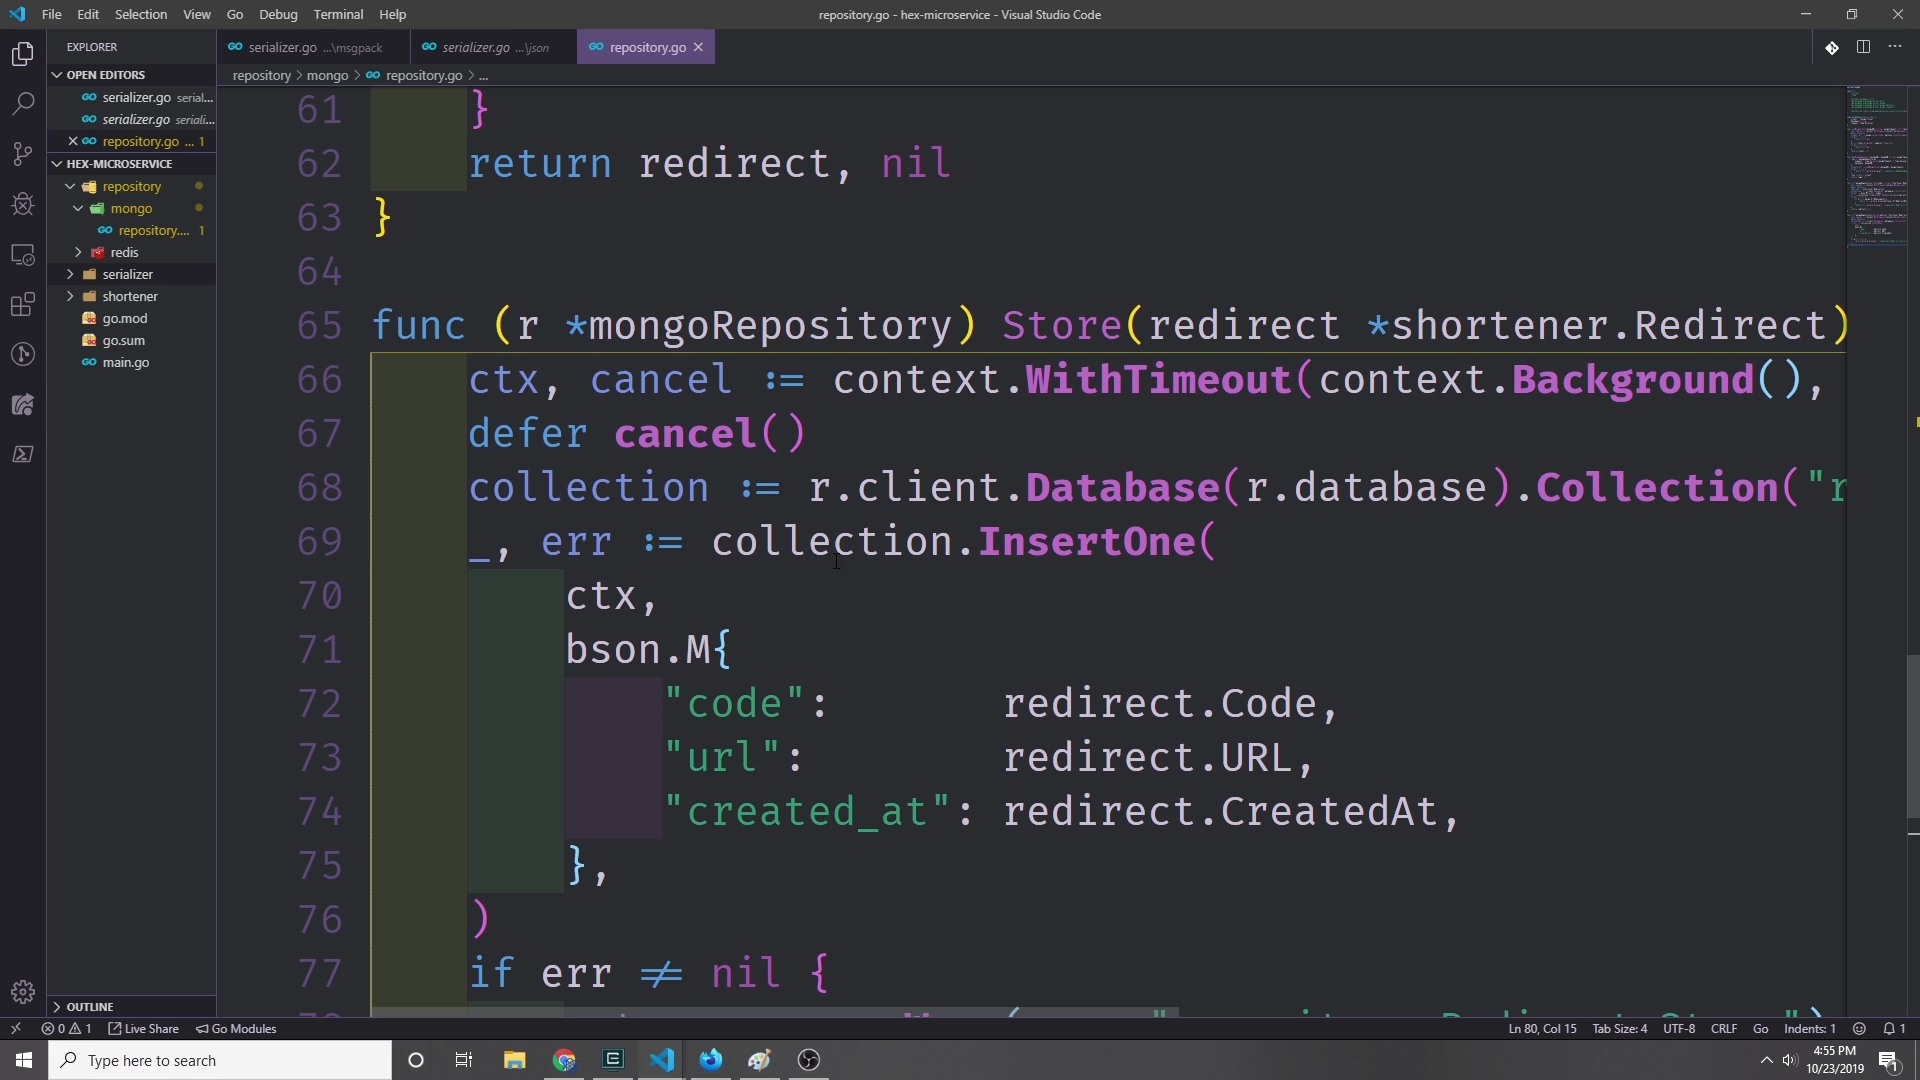 File Edit Selection View Go Debug Terminal Help
repository.go - hex-microservice - Visual Studio Code
EXPLORER
serializer.go ...\msgpack
serializer.go ...\json
repository.go
OPEN EDITORS
serializer.go serial...
serializer.go seriali...
repository.go ... 1
HEX-MICROSERVICE
repository
mongo
repository.... 1
redis
serializer
shortener
go.mod
go.sum
main.go
OUTLINE
repository > mongo > repository.go > ...
61 }
62 return redirect, nil
63 }
64
65 func (r *mongoRepository) Store(redirect *shortener.Redirect)
66 ctx, cancel := context.WithTimeout(context.Background(),
67 defer cancel()
68 collection := r.client.Database(r.database).Collection("r
69 _, err := collection.InsertOne(
70 ctx,
71 bson.M{
72 "code": redirect.Code,
73 "url": redirect.URL,
74 "created_at": redirect.CreatedAt,
75 },
76 )
77 if err ≠ nil {
0 1 Live Share Go Modules
Ln 80, Col 15 Tab Size: 4 UTF-8 CRLF Go Indents: 1 1
Type here to search
4:55 PM
10/23/2019
1